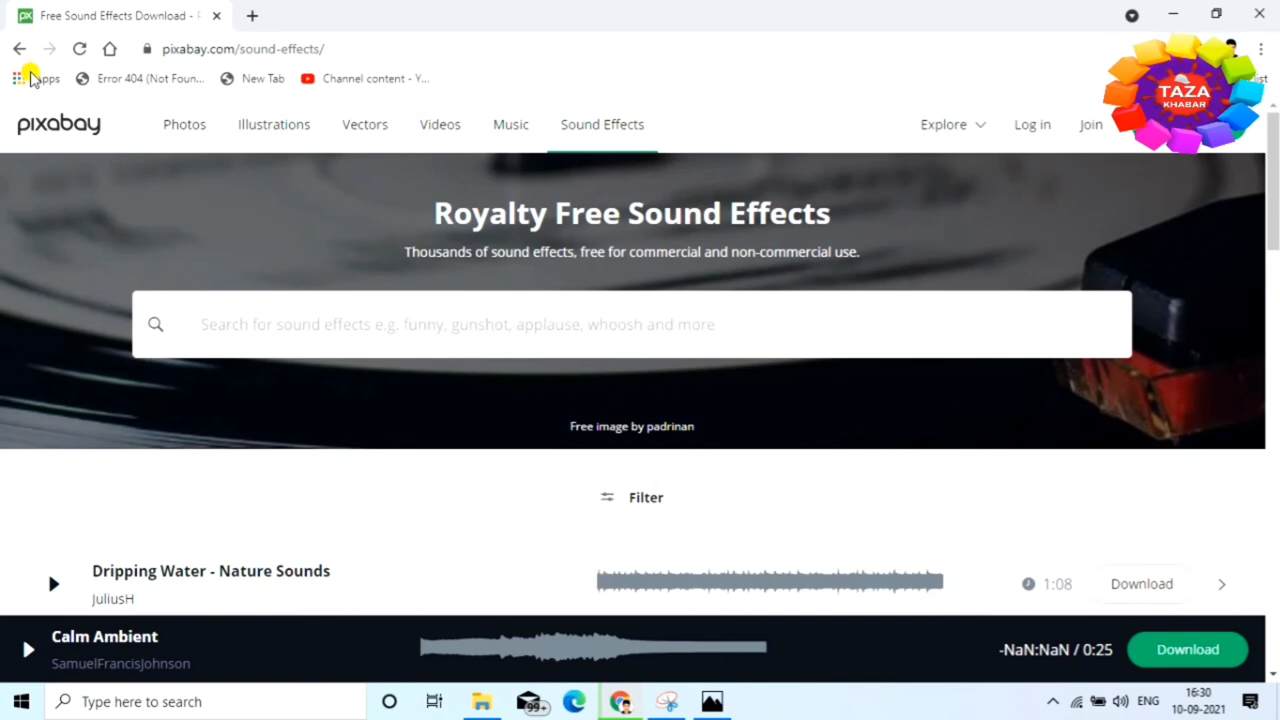 Free Sound Effects Download -
pixabay.com/sound-effects/
Apps
Error 404 (Not Foun...
New Tab
Channel content - Y...
TAZA
KHABAR
pixabay
Photos
Illustrations
Vectors
Videos
Music
Sound Effects
Explore
Log in
Join
Royalty Free Sound Effects
Thousands of sound effects, free for commercial and non-commercial use.
Search for sound effects e.g. funny, gunshot, applause, whoosh and more
Free image by padrinan
Filter
Dripping Water - Nature Sounds
JuliusH
1:08
Download
Calm Ambient
SamuelFrancisJohnson
-NaN:NaN / 0:25
Download
Type here to search
99+
ENG
16:30
10-09-2021